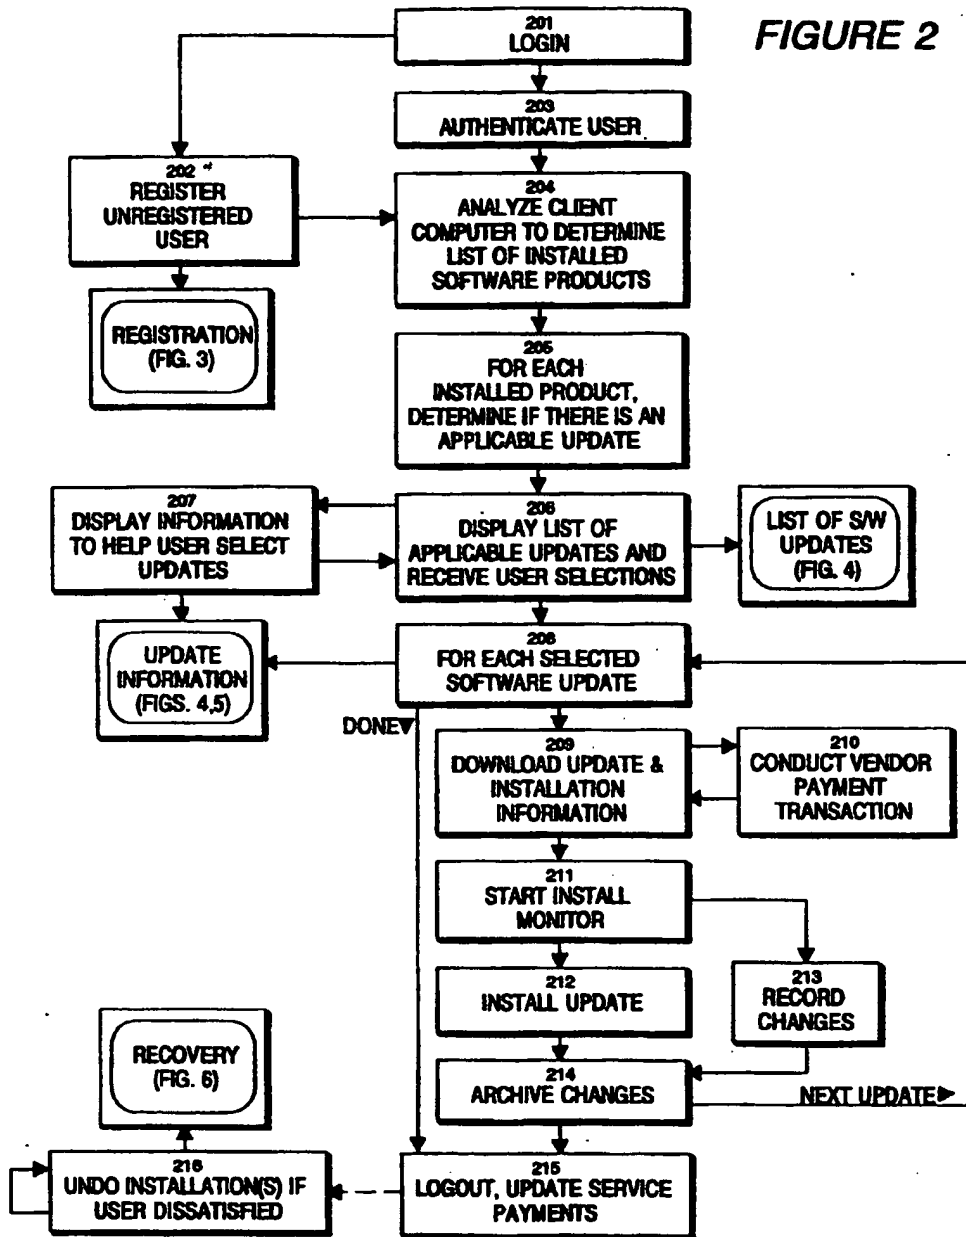 FIGURE 2
201
LOGIN
203
AUTHENTICATE USER
202
REGISTER
UNREGISTERED
USER
204
ANALYZE CLIENT
COMPUTER TO DETERMINE
LIST OF INSTALLED
SOFTWARE PRODUCTS
REGISTRATION
(FIG. 3)
205
FOR EACH
INSTALLED PRODUCT,
DETERMINE IF THERE IS AN
APPLICABLE UPDATE
207
DISPLAY INFORMATION
TO HELP USER SELECT
UPDATES
206
DISPLAY LIST OF
APPLICABLE UPDATES AND
RECEIVE USER SELECTIONS
LIST OF S/W
UPDATES
(FIG. 4)
UPDATE
INFORMATION
(FIGS. 4,5)
208
FOR EACH SELECTED
SOFTWARE UPDATE
DONE▼
209
DOWNLOAD UPDATE &
INSTALLATION
INFORMATION
210
CONDUCT VENDOR
PAYMENT
TRANSACTION
211
START INSTALL
MONITOR
212
INSTALL UPDATE
213
RECORD
CHANGES
RECOVERY
(FIG. 6)
214
ARCHIVE CHANGES
NEXT UPDATE▶
216
UNDO INSTALLATION(S) IF
USER DISSATISFIED
215
LOGOUT, UPDATE SERVICE
PAYMENTS